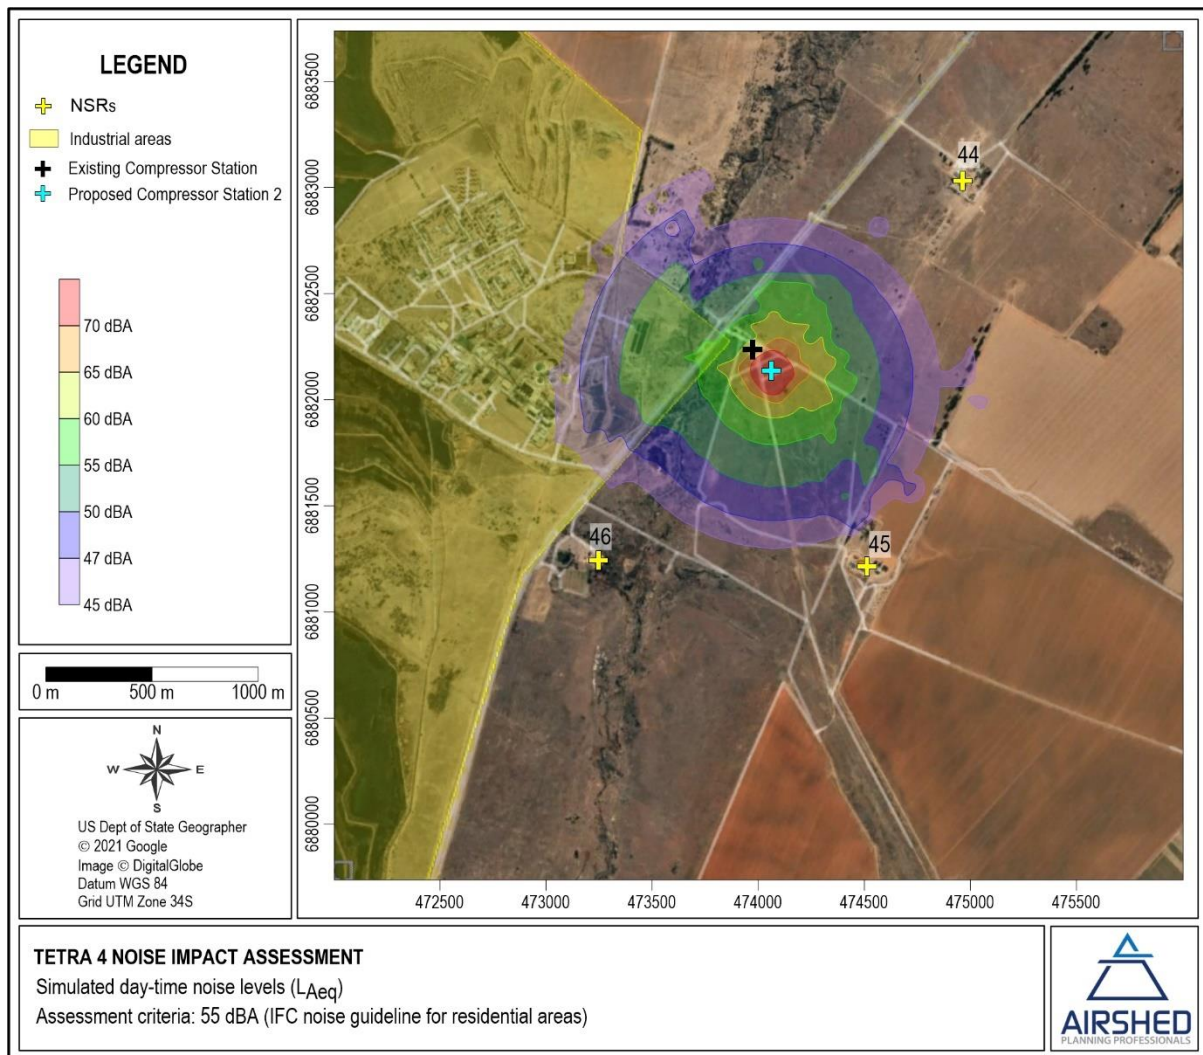 LEGEND
NSRs
Industrial areas
Existing Compressor Station
Proposed Compressor Station 2
70 dBA
65 dBA
60 dBA
55 dBA
50 dBA
47 dBA
45 dBA
0 m 500 m 1000 m
N
W E
S
US Dept of State Geographer
© 2021 Google
Image © DigitalGlobe
Datum WGS 84
Grid UTM Zone 34S
6883500
6883000
6882500
6882000
6881500
6881000
6880500
6880000
44
46
45
472500 473000 473500 474000 474500 475000 475500
TETRA 4 NOISE IMPACT ASSESSMENT
Simulated day-time noise levels (LAeq)
Assessment criteria: 55 dBA (IFC noise guideline for residential areas)
AIRSHED
PLANNING PROFESSIONALS